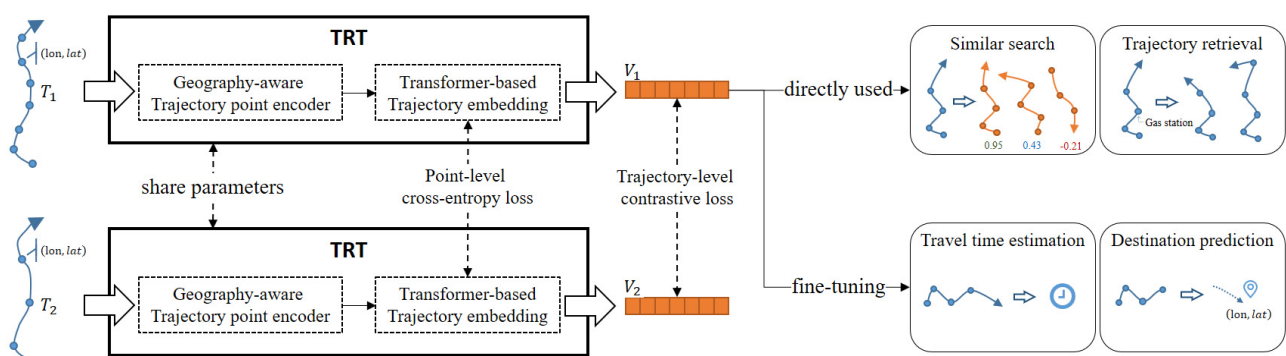 TRT
(lon, lat)
T1
Geography-aware
Trajectory point encoder
Transformer-based
Trajectory embedding
V1
directly used
Similar search
0.95
0.43
-0.21
Trajectory retrieval
Gas station
share parameters
Point-level
cross-entropy loss
Trajectory-level
contrastive loss
TRT
(lon, lat)
T2
Geography-aware
Trajectory point encoder
Transformer-based
Trajectory embedding
V2
fine-tuning
Travel time estimation
Destination prediction
(lon, lat)